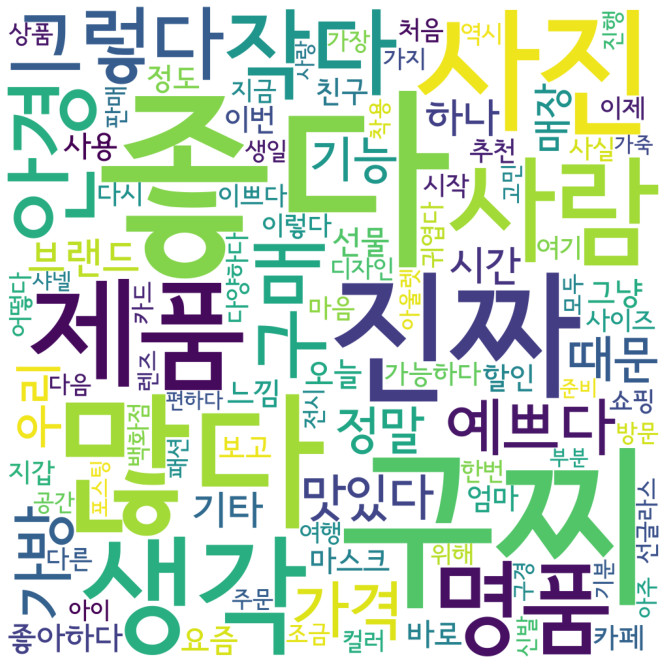 상품
그렇다
작다
사랑
가장
처음
역시
진행
사진
안경
판매
정도
지금
친구
가지
사용
이번
좋다
생일
기능
착용
하나
매장
이제
추천
사실
가죽
다시
이쁘다
시작
고민
사람
이렇다
선물
귀엽다
여기
브랜드
디자인
시간
어떻다
샤넬
다양하다
구매
아울렛
모두
그냥
카드
마음
진짜
사이즈
제품
때문
우리
다음
렌즈
편하다
느낌
오늘
가능하다
할인
준비
쇼핑
많다
백화점
패션
보고
전시
정말
예쁘다
방문
지갑
공간
포스팅
기타
맛있다
한번
엄마
부분
구찌
가방
다른
생각
여행
마스크
위해
명품
구경
기분
선글라스
아주
아이
주문
가격
좋아하다
요즘
조금
컬러
바로
신발
카페